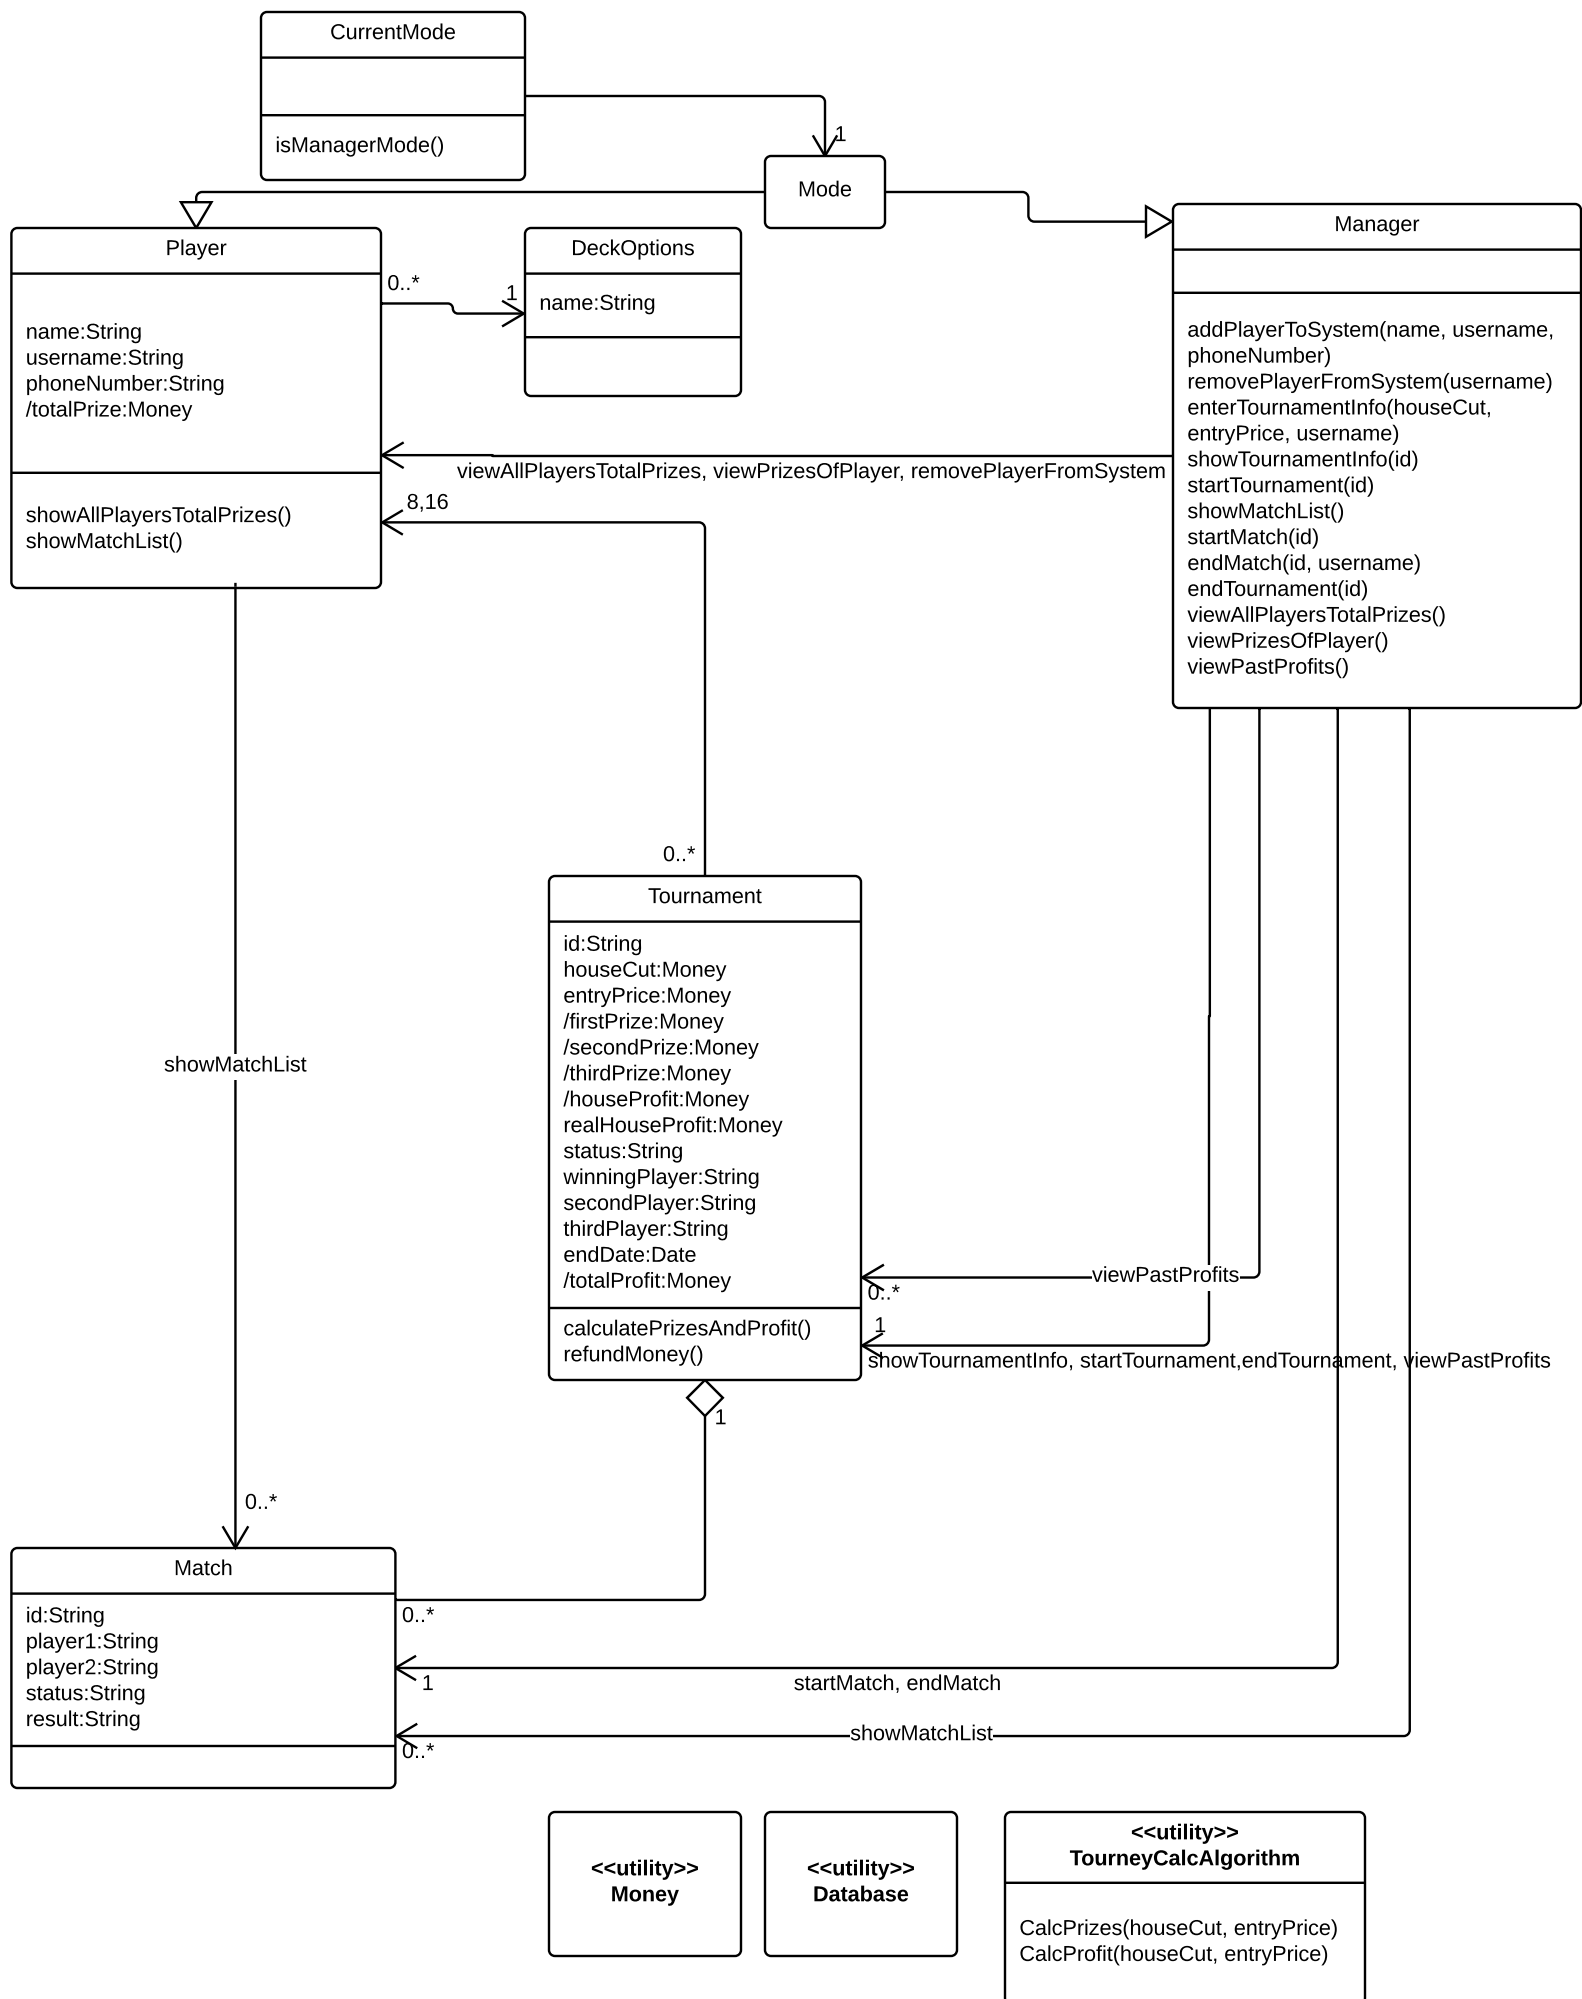 CurrentMode
isManagerMode()
1
Mode
Player
name:String
username:String
phoneNumber:String
/totalPrize:Money
showAllPlayersTotalPrizes()
showMatchList()
0..*
1
DeckOptions
name:String
Manager
addPlayerToSystem(name, username,
phoneNumber)
removePlayerFromSystem(username)
enterTournamentInfo(houseCut,
entryPrice, username)
showTournamentInfo(id)
startTournament(id)
showMatchList()
startMatch(id)
endMatch(id, username)
endTournament(id)
viewAllPlayersTotalPrizes()
viewPrizesOfPlayer()
viewPastProfits()
viewAllPlayersTotalPrizes, viewPrizesOfPlayer, removePlayerFromSystem
8,16
0..*
Tournament
id:String
houseCut:Money
entryPrice:Money
/firstPrize:Money
/secondPrize:Money
/thirdPrize:Money
/houseProfit:Money
realHouseProfit:Money
status:String
winningPlayer:String
secondPlayer:String
thirdPlayer:String
endDate:Date
/totalProfit:Money
calculatePrizesAndProfit()
refundMoney()
showMatchList
viewPastProfits
0..*
1
showTournamentInfo, startTournament,endTournament, viewPastProfits
1
0..*
Match
id:String
player1:String
player2:String
status:String
result:String
0..*
1
startMatch, endMatch
showMatchList
0..*
<<utility>>
Money
<<utility>>
Database
<<utility>>
TourneyCalcAlgorithm
CalcPrizes(houseCut, entryPrice)
CalcProfit(houseCut, entryPrice)